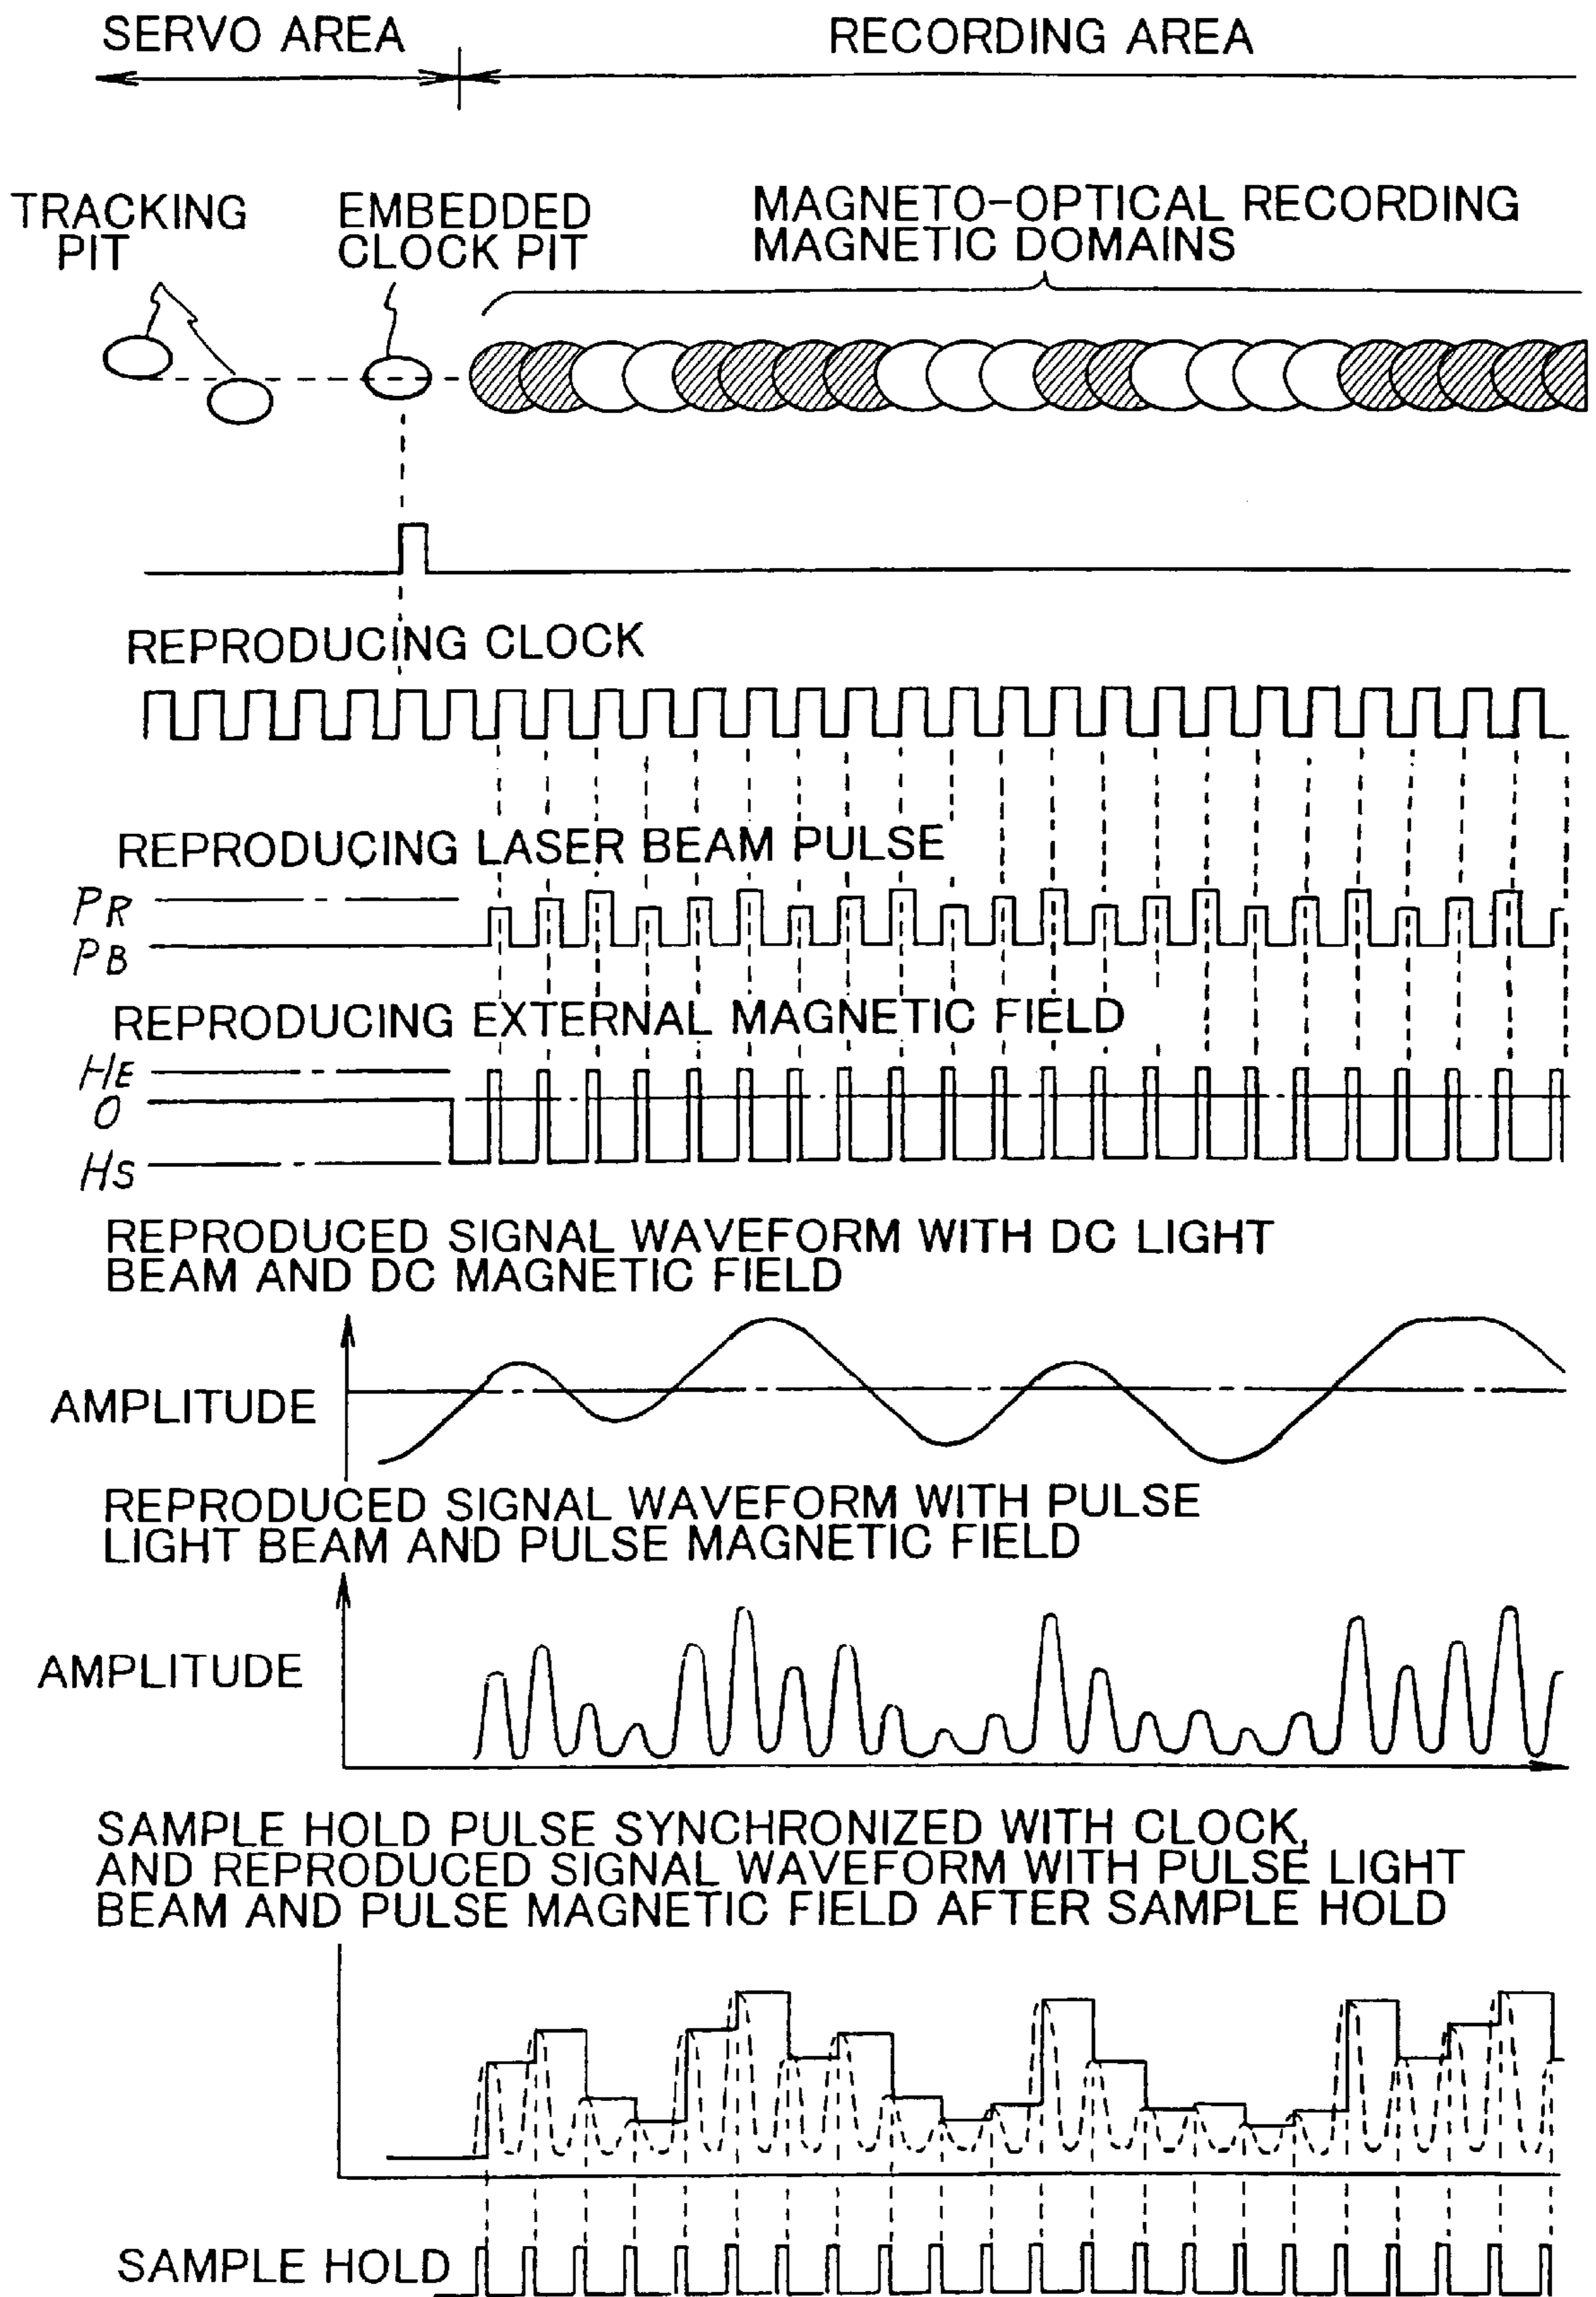 SERVO AREA
RECORDING AREA
TRACKING
PIT
EMBEDDED
CLOCK PIT
MAGNETO-OPTICAL RECORDING
MAGNETIC DOMAINS
REPRODUCING CLOCK
REPRODUCING LASER BEAM PULSE
PR
PB
REPRODUCING EXTERNAL MAGNETIC FIELD
HE
O
HS
REPRODUCED SIGNAL WAVEFORM WITH DC LIGHT
BEAM AND DC MAGNETIC FIELD
AMPLITUDE
REPRODUCED SIGNAL WAVEFORM WITH PULSE
LIGHT BEAM AND PULSE MAGNETIC FIELD
AMPLITUDE
SAMPLE HOLD PULSE SYNCHRONIZED WITH CLOCK,
AND REPRODUCED SIGNAL WAVEFORM WITH PULSE LIGHT
BEAM AND PULSE MAGNETIC FIELD AFTER SAMPLE HOLD
SAMPLE HOLD